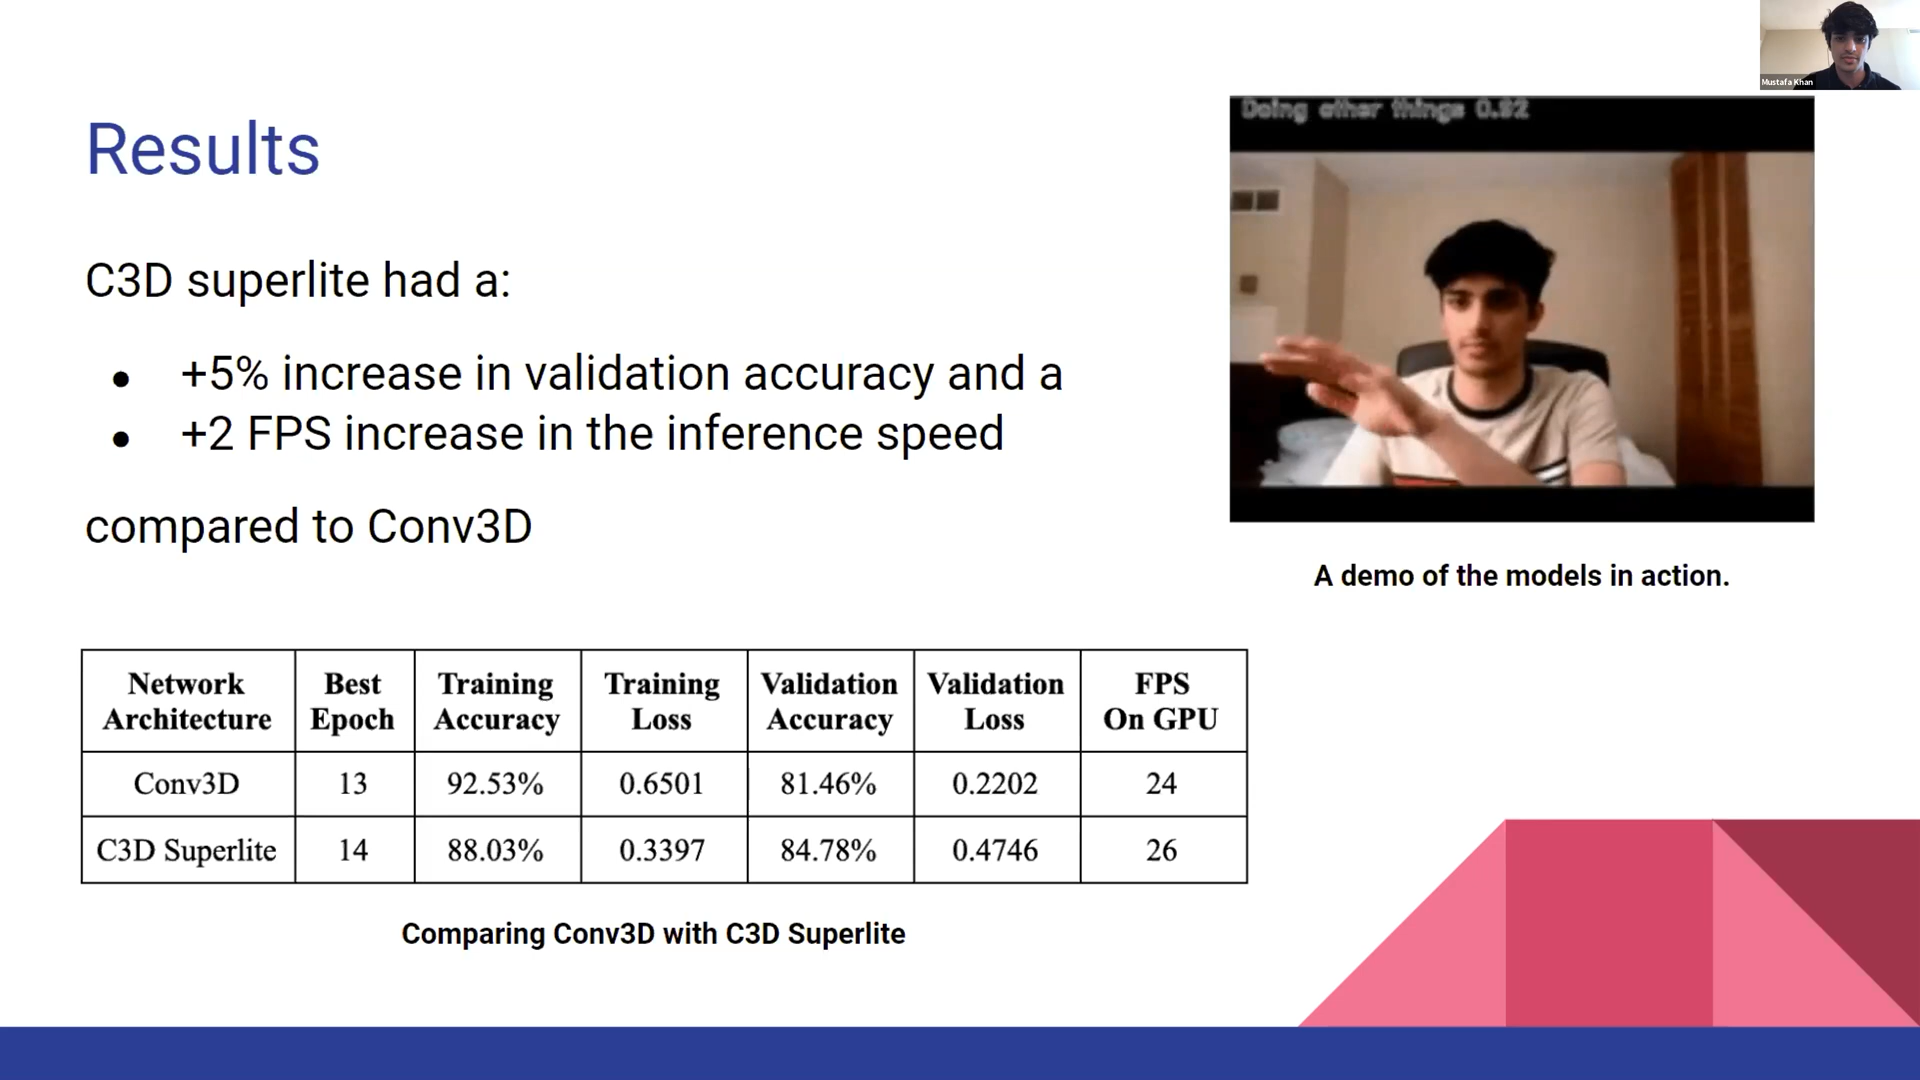 Mustafa Khan
Doing other things 0.92
Results
C3D superlite had a:
● +5% increase in validation accuracy and a
● +2 FPS increase in the inference speed
compared to Conv3D
A demo of the models in action.
Network Architecture Best Epoch Training Accuracy Training Loss Validation Accuracy Validation Loss FPS On GPU
Conv3D 13 92.53% 0.6501 81.46% 0.2202 24
C3D Superlite 14 88.03% 0.3397 84.78% 0.4746 26
Comparing Conv3D with C3D Superlite